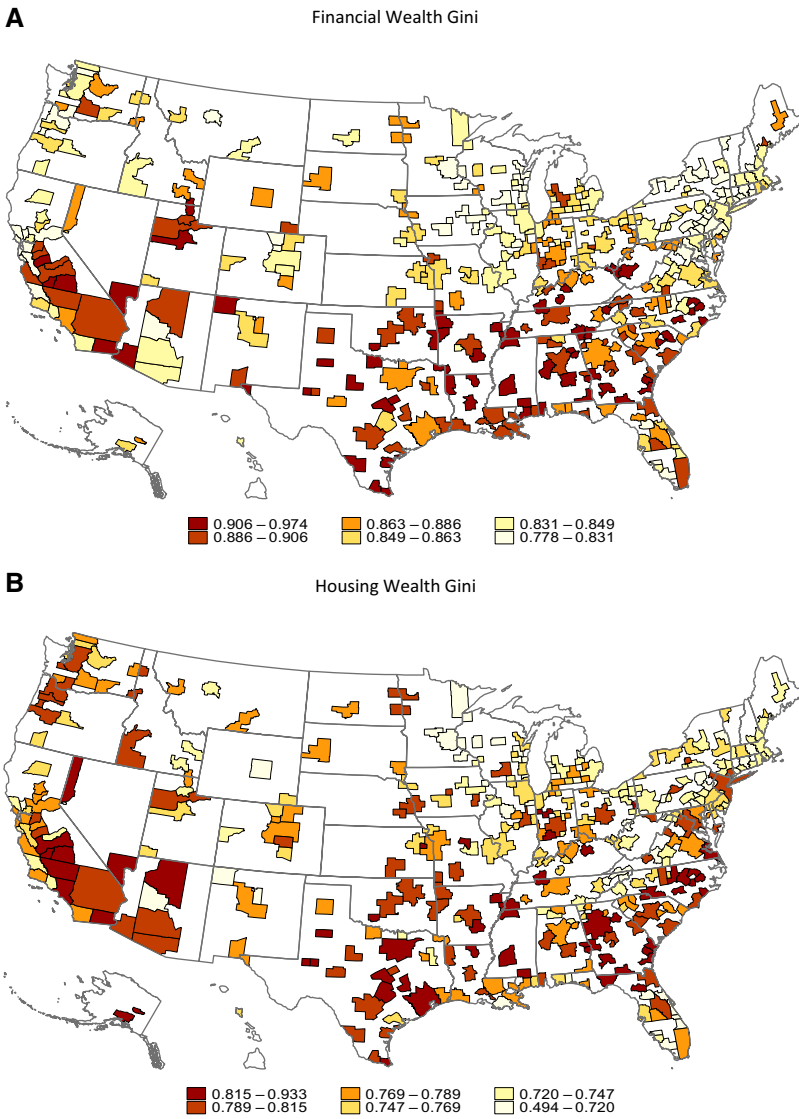 A
Financial Wealth Gini
0.906 – 0.974 0.863 – 0.886 0.831 – 0.849
0.886 – 0.906 0.849 – 0.863 0.778 – 0.831
B
Housing Wealth Gini
0.815 – 0.933 0.769 – 0.789 0.720 – 0.747
0.789 – 0.815 0.747 – 0.769 0.494 – 0.720